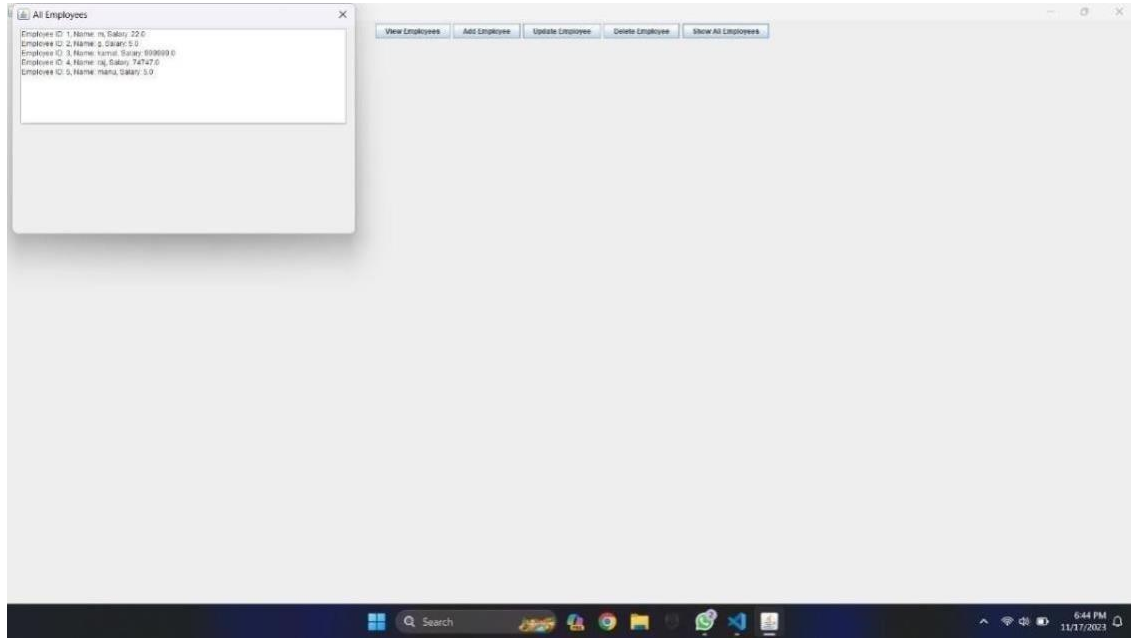 All Employees
Employee ID: 1, Name: m, Salary: 22.0
Employee ID: 2, Name: g, Salary: 5.0
Employee ID: 3, Name: kamal, Salary:
Employee ID: 4, Name: raj, Salary: 74747.0
Employee ID: 5, Name: manu, Salary: 5.0
View Employees Add Employee Update Employee Delete Employee Show All Employees
Search
6:44 PM
11/17/2023